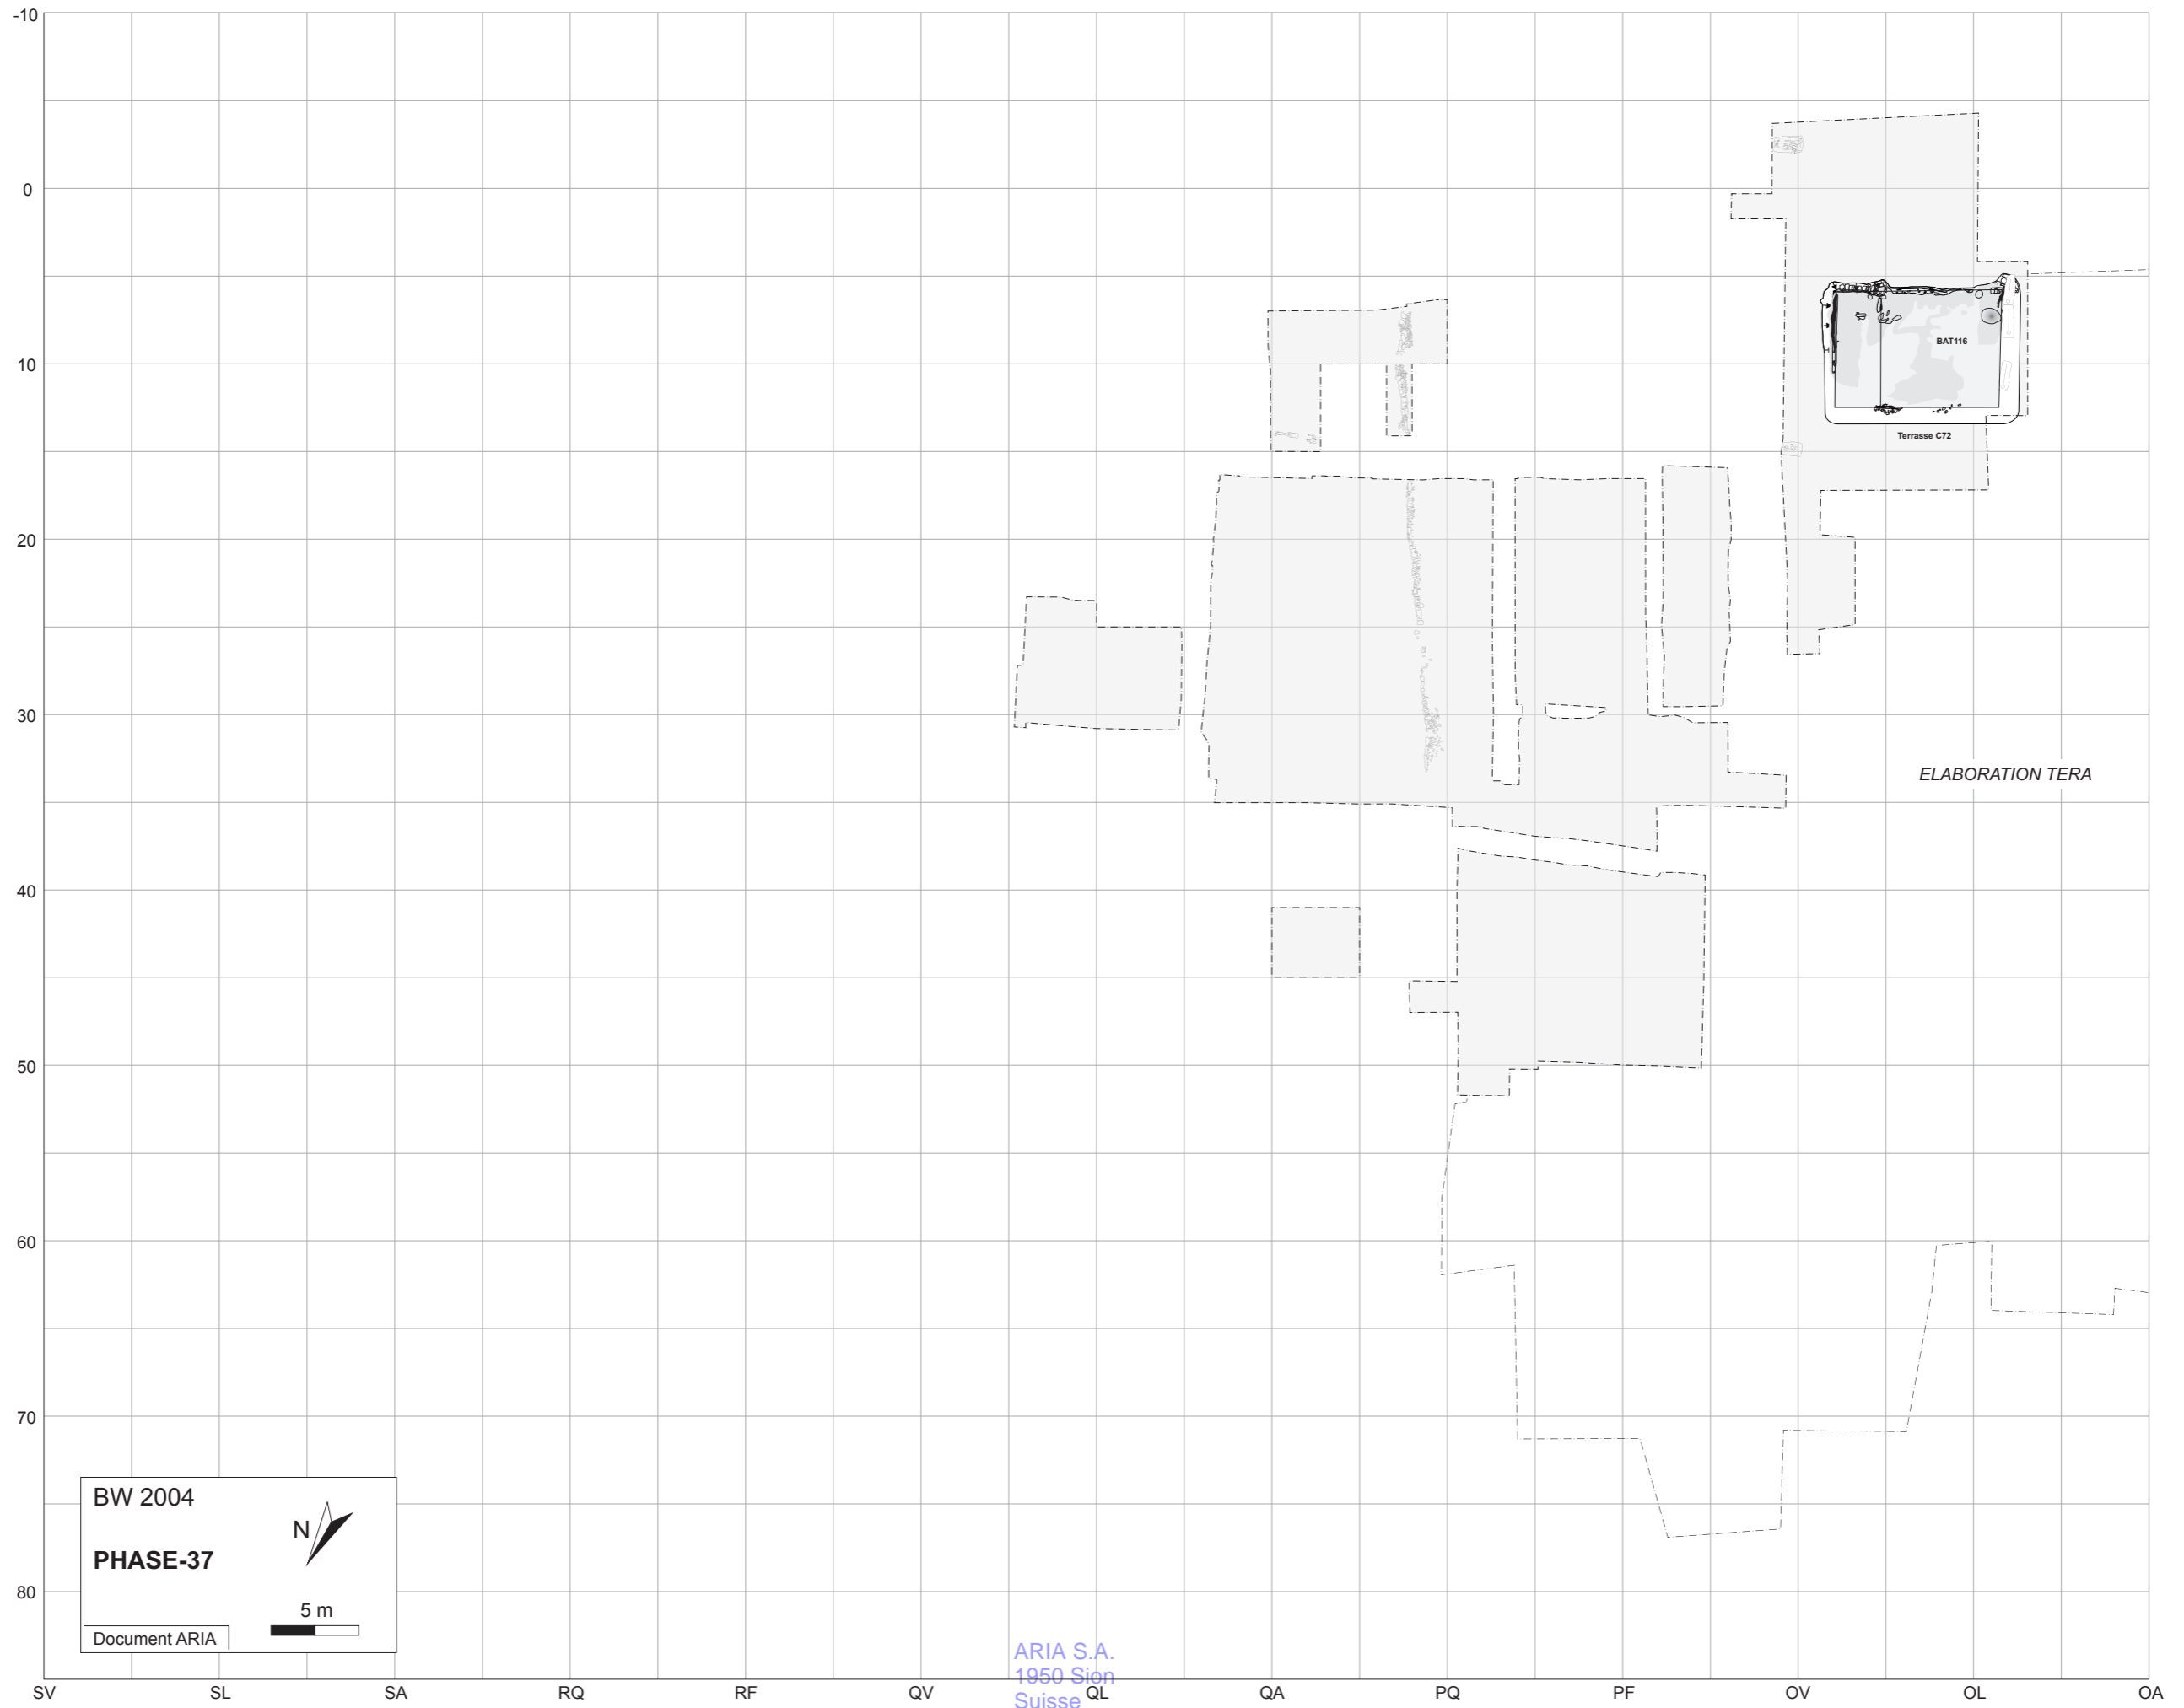 -10
0
10
20
30
40
50
60
70
80
BAT116
Terrasse C72
ELABORATION TERA
BW 2004
N
PHASE-37
5 m
Document ARIA
ARIA S.A.
1950 Sion
Suisse
SV SL SA RQ RF QV QL QA PQ PF OV OL OA